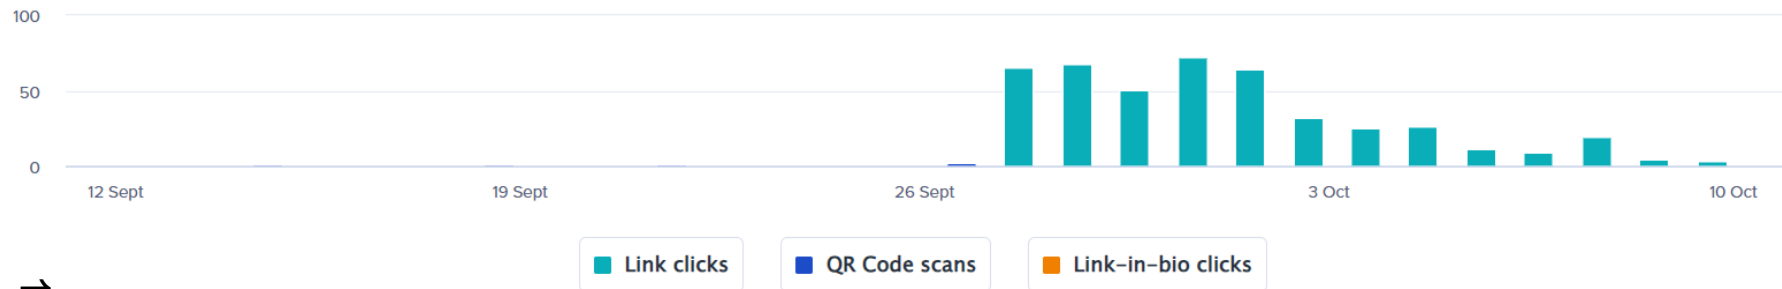 100
50
0
12 Sept 19 Sept 26 Sept 3 Oct 10 Oct
Link clicks QR Code scans Link-in-bio clicks